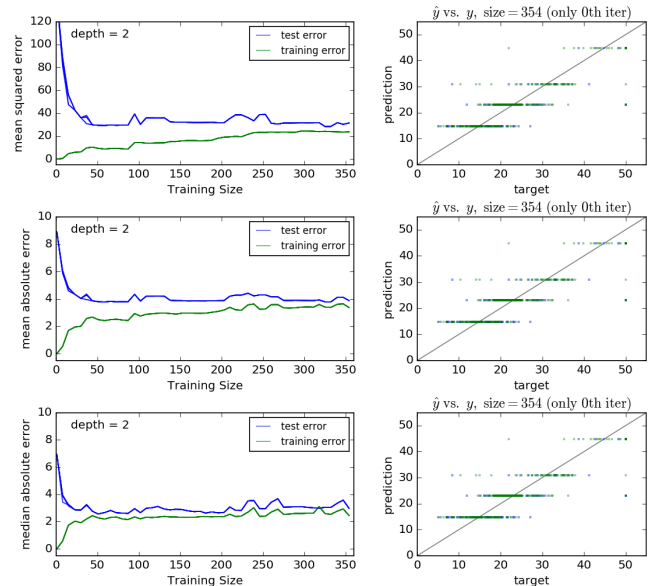 mean squared error
120
100
80
60
40
20
0
depth = 2
test error
training error
0 50 100 150 200 250 300 350
Training Size
ŷ vs. y, size = 354 (only 0th iter)
prediction
50
40
30
20
10
0
0 10 20 30 40 50
target
mean absolute error
10
8
6
4
2
0
depth = 2
test error
training error
0 50 100 150 200 250 300 350
Training Size
ŷ vs. y, size = 354 (only 0th iter)
prediction
50
40
30
20
10
0
0 10 20 30 40 50
target
median absolute error
10
8
6
4
2
0
depth = 2
test error
training error
0 50 100 150 200 250 300 350
Training Size
ŷ vs. y, size = 354 (only 0th iter)
prediction
50
40
30
20
10
0
0 10 20 30 40 50
target